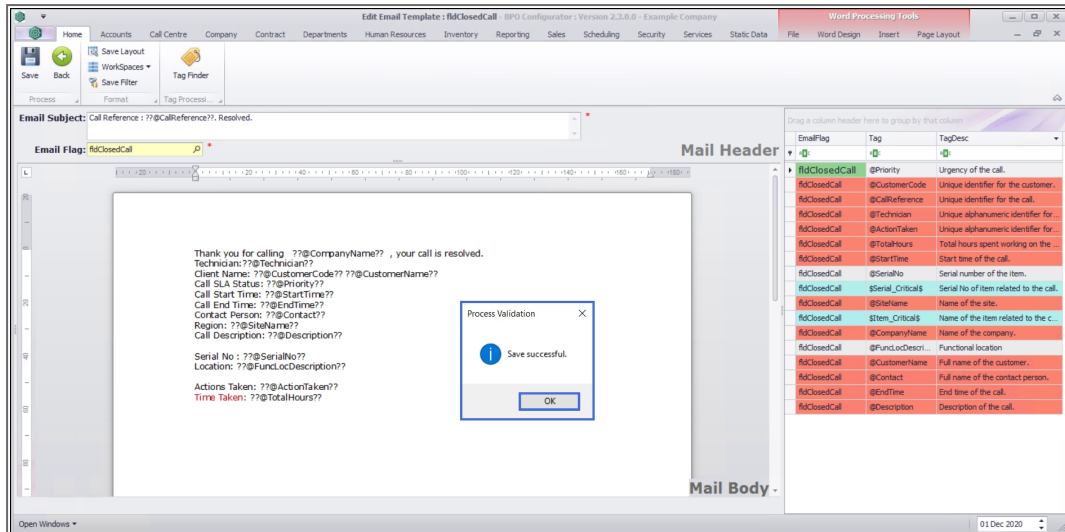 Edit Email Template : fldClosedCall - BPO Configurator : Version 2.3.0.0 - Example Company
Word Processing Tools
Home Accounts Call Centre Company Contract Departments Human Resources Inventory Reporting Sales Scheduling Security Services Static Data File Word Design Insert Page Layout
Save
Back
Save Layout
WorkSpaces
Save Filter
Tag Finder
Process
Format
Tag Processi...
Email Subject: Call Reference : ??@CallReference??. Resolved. *
Email Flag: fldClosedCall *
Mail Header
Thank you for calling ??@CompanyName?? , your call is resolved.
Technician:??@Technician??
Client Name: ??@CustomerCode?? ??@CustomerName??
Call SLA Status: ??@Priority??
Call Start Time: ??@StartTime??
Call End Time: ??@EndTime??
Contact Person: ??@Contact??
Region: ??@SiteName??
Call Description: ??@Description??
Serial No : ??@SerialNo??
Location: ??@FuncLocDescription??
Actions Taken: ??@ActionTaken??
Time Taken: ??@TotalHours??
Mail Body
Process Validation
Save successful.
OK
Drag a column header here to group by that column
EmailFlag Tag TagDesc
fldClosedCall @Priority Urgency of the call.
fldClosedCall @CustomerCode Unique identifier for the customer.
fldClosedCall @CallReference Unique identifier for the call.
fldClosedCall @Technician Unique alphanumeric identifier for...
fldClosedCall @ActionTaken Unique alphanumeric identifier for...
fldClosedCall @TotalHours Total hours spent working on the ...
fldClosedCall @StartTime Start time of the call.
fldClosedCall @SerialNo Serial number of the item.
fldClosedCall $Serial_Critical$ Serial No of item related to the call.
fldClosedCall @SiteName Name of the site.
fldClosedCall $Item_Critical$ Name of the item related to the c...
fldClosedCall @CompanyName Name of the company.
fldClosedCall @FuncLocDescri... Functional location
fldClosedCall @CustomerName Full name of the customer.
fldClosedCall @Contact Full name of the contact person.
fldClosedCall @EndTime End time of the call.
fldClosedCall @Description Description of the call.
Open Windows
01 Dec 2020